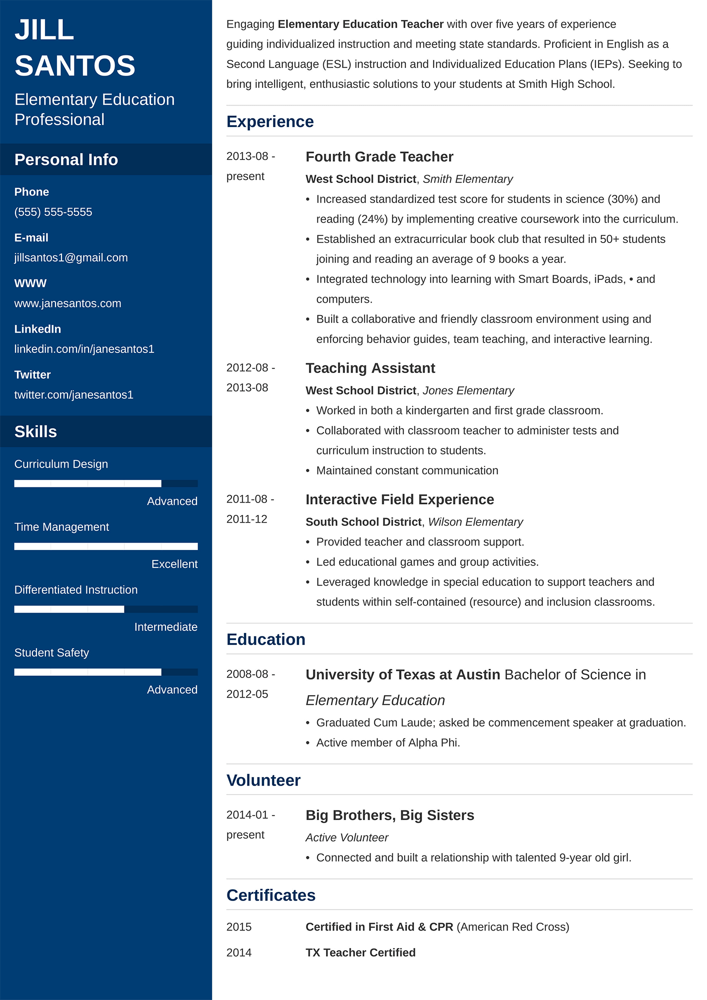 JILL
SANTOS
Elementary Education
Professional
Personal Info
Phone
(555) 555-5555
E-mail
jillsantos1@gmail.com
WWW
www.janesantos.com
LinkedIn
linkedin.com/in/janesantos1
Twitter
twitter.com/janesantos1
Skills
Curriculum Design
Advanced
Time Management
Excellent
Differentiated Instruction
Intermediate
Student Safety
Advanced
Engaging Elementary Education Teacher with over five years of experience
guiding individualized instruction and meeting state standards. Proficient in English as a
Second Language (ESL) instruction and Individualized Education Plans (IEPs). Seeking to
bring intelligent, enthusiastic solutions to your students at Smith High School.
Experience
2013-08 -
present
Fourth Grade Teacher
West School District, Smith Elementary
• Increased standardized test score for students in science (30%) and
reading (24%) by implementing creative coursework into the curriculum.
• Established an extracurricular book club that resulted in 50+ students
joining and reading an average of 9 books a year.
• Integrated technology into learning with Smart Boards, iPads, • and
computers.
• Built a collaborative and friendly classroom environment using and
enforcing behavior guides, team teaching, and interactive learning.
2012-08 -
2013-08
Teaching Assistant
West School District, Jones Elementary
• Worked in both a kindergarten and first grade classroom.
• Collaborated with classroom teacher to administer tests and
curriculum instruction to students.
• Maintained constant communication
2011-08 -
2011-12
Interactive Field Experience
South School District, Wilson Elementary
• Provided teacher and classroom support.
• Led educational games and group activities.
• Leveraged knowledge in special education to support teachers and
students within self-contained (resource) and inclusion classrooms.
Education
2008-08 -
2012-05
University of Texas at Austin Bachelor of Science in
Elementary Education
• Graduated Cum Laude; asked be commencement speaker at graduation.
• Active member of Alpha Phi.
Volunteer
2014-01 -
present
Big Brothers, Big Sisters
Active Volunteer
• Connected and built a relationship with talented 9-year old girl.
Certificates
2015
Certified in First Aid & CPR (American Red Cross)
2014
TX Teacher Certified